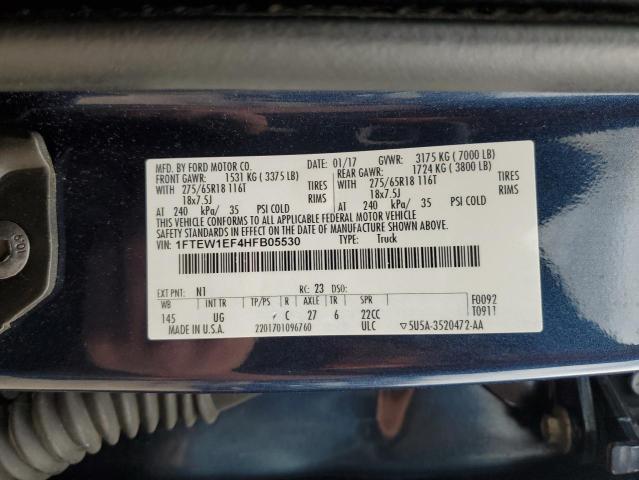 MFD. BY FORD MOTOR CO.
DATE: 01/17 GVWR: 3175 KG ( 7000 LB)
FRONT GAWR: 1531 KG ( 3375 LB) REAR GAWR: 1724 KG ( 3800 LB)
WITH 275/65R18 116T TIRES WITH 275/65R18 116T TIRES
18x7.5J RIMS 18x7.5J RIMS
AT 240 kPa/ 35 PSI COLD AT 240 kPa/ 35 PSI COLD
THIS VEHICLE CONFORMS TO ALL APPLICABLE FEDERAL MOTOR VEHICLE
SAFETY AND THEFT PREVENTION STANDARDS IN EFFECT ON THE DATE OF MANUFACTURE SHOWN ABOVE.
VIN: 1FTEW1EF4HFB05530 TYPE: Truck
EXT PNT: N1 RC: 23 DSO:
WB INT TR TP/PS R AXLE TR SPR F0092
145 UG C 27 6 22CC T0911
MADE IN U.S.A. 2201701096760 ULC ▽5U5A-3520472-AA
109